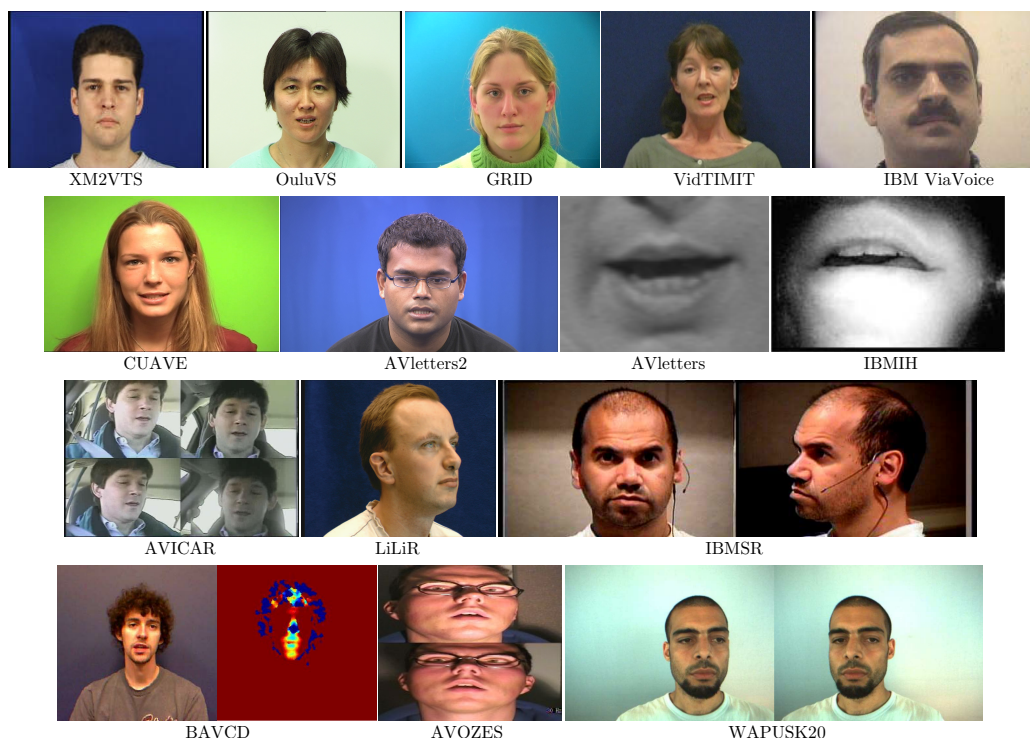 XM2VTS OuluVS GRID VidTIMIT IBM ViaVoice
CUAVE AVletters2 AVletters IBMIH
AVICAR LiLiR IBMSR
BAVCD AVOZES WAPUSK20